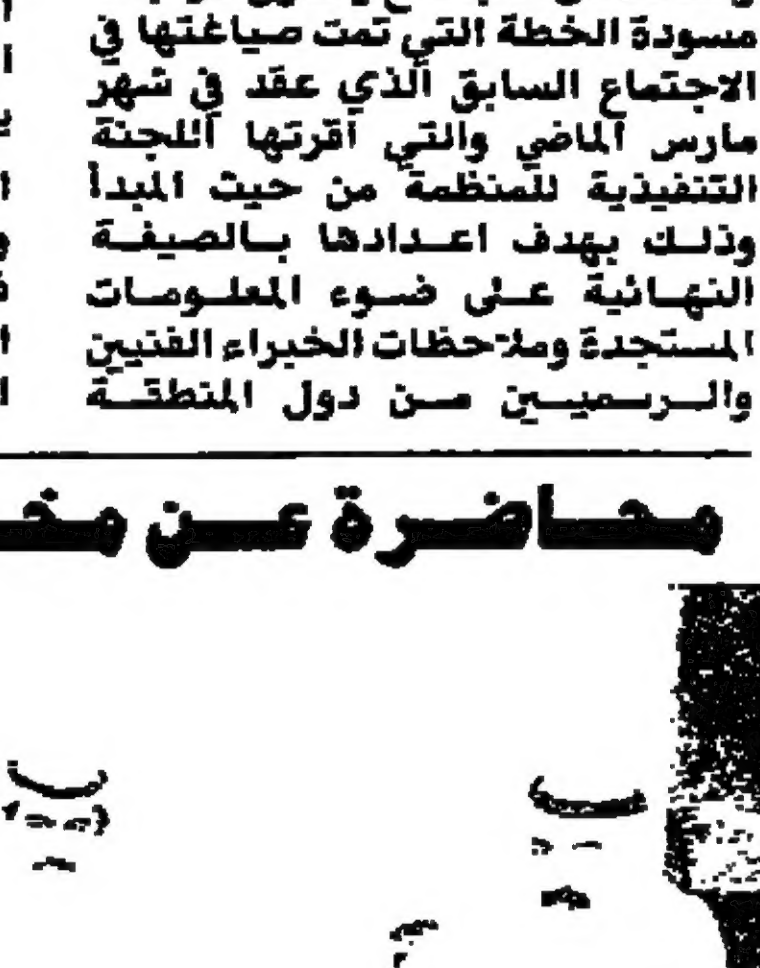 مسودة الخطة التي تمت صياغتها في
الاجتماع السابق الذي عقد في شهر
مارس الماضي والتي أقرتها اللجنة
التنفيذية للمنظمة من حيث المبدأ
وذلك بهدف اعدادها بالصيغة
النهائية على ضوء المعلومات
المستجدة وملاحظات الخبراء الفنيين
والرسميين من دول المنطقة
محاضرة عن